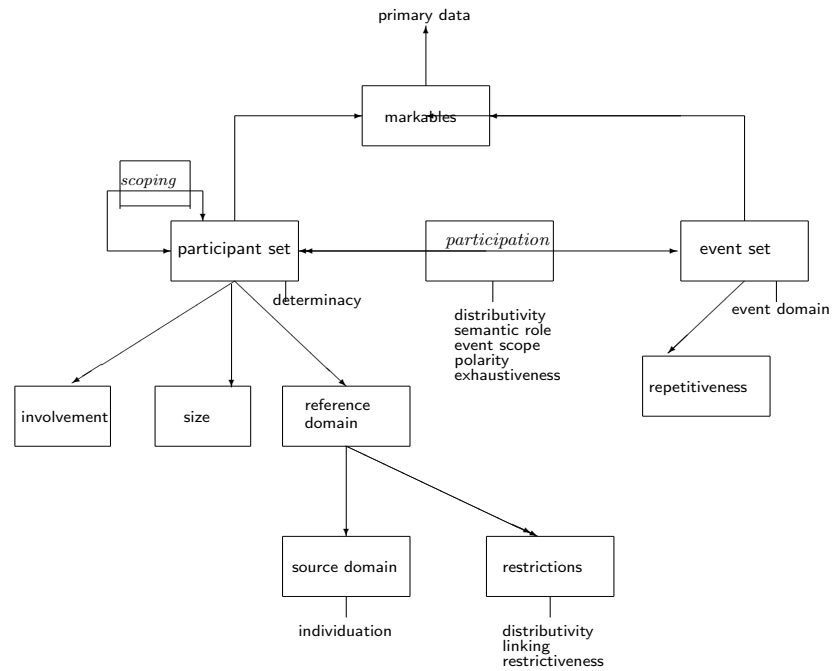 primary data
markables
scoping
participant set
participation
event set
determinacy
event domain
distributivity
semantic role
event scope
polarity
exhaustiveness
involvement
size
reference
domain
repetitiveness
source domain
restrictions
individuation
distributivity
linking
restrictiveness